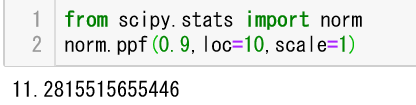 1 from scipy.stats import norm
2 norm.ppf(0.9,loc=10,scale=1)
11.2815515655446